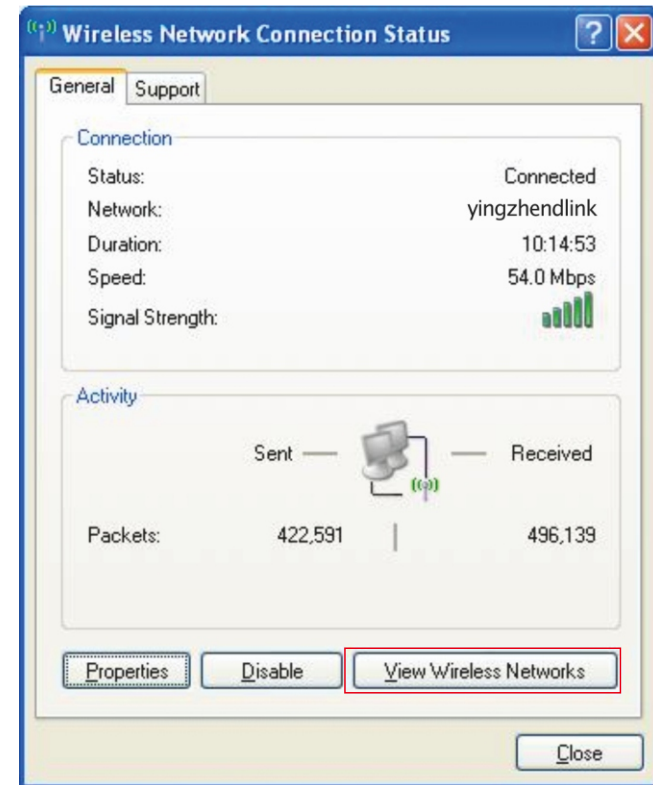 Wireless Network Connection Status
General Support
Connection
Status: Connected
Network: yingzhendlink
Duration: 10:14:53
Speed: 54.0 Mbps
Signal Strength:
Activity
Sent Received
Packets: 422,591 496,139
Properties Disable View Wireless Networks
Close